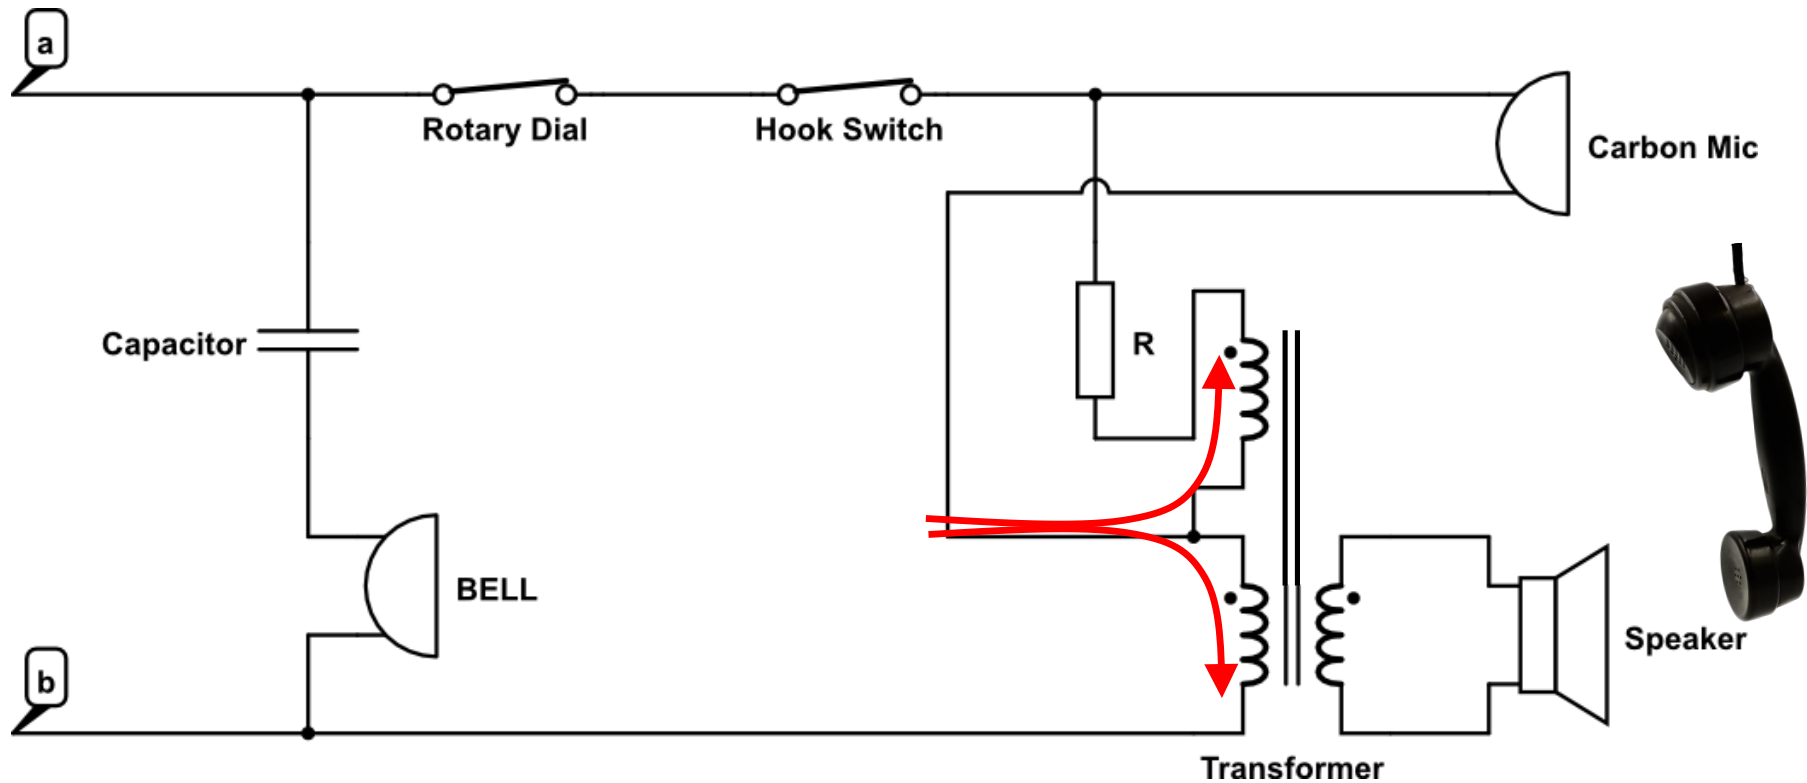 a
Rotary Dial
Hook Switch
Carbon Mic
Capacitor
R
BELL
Speaker
b
Transformer